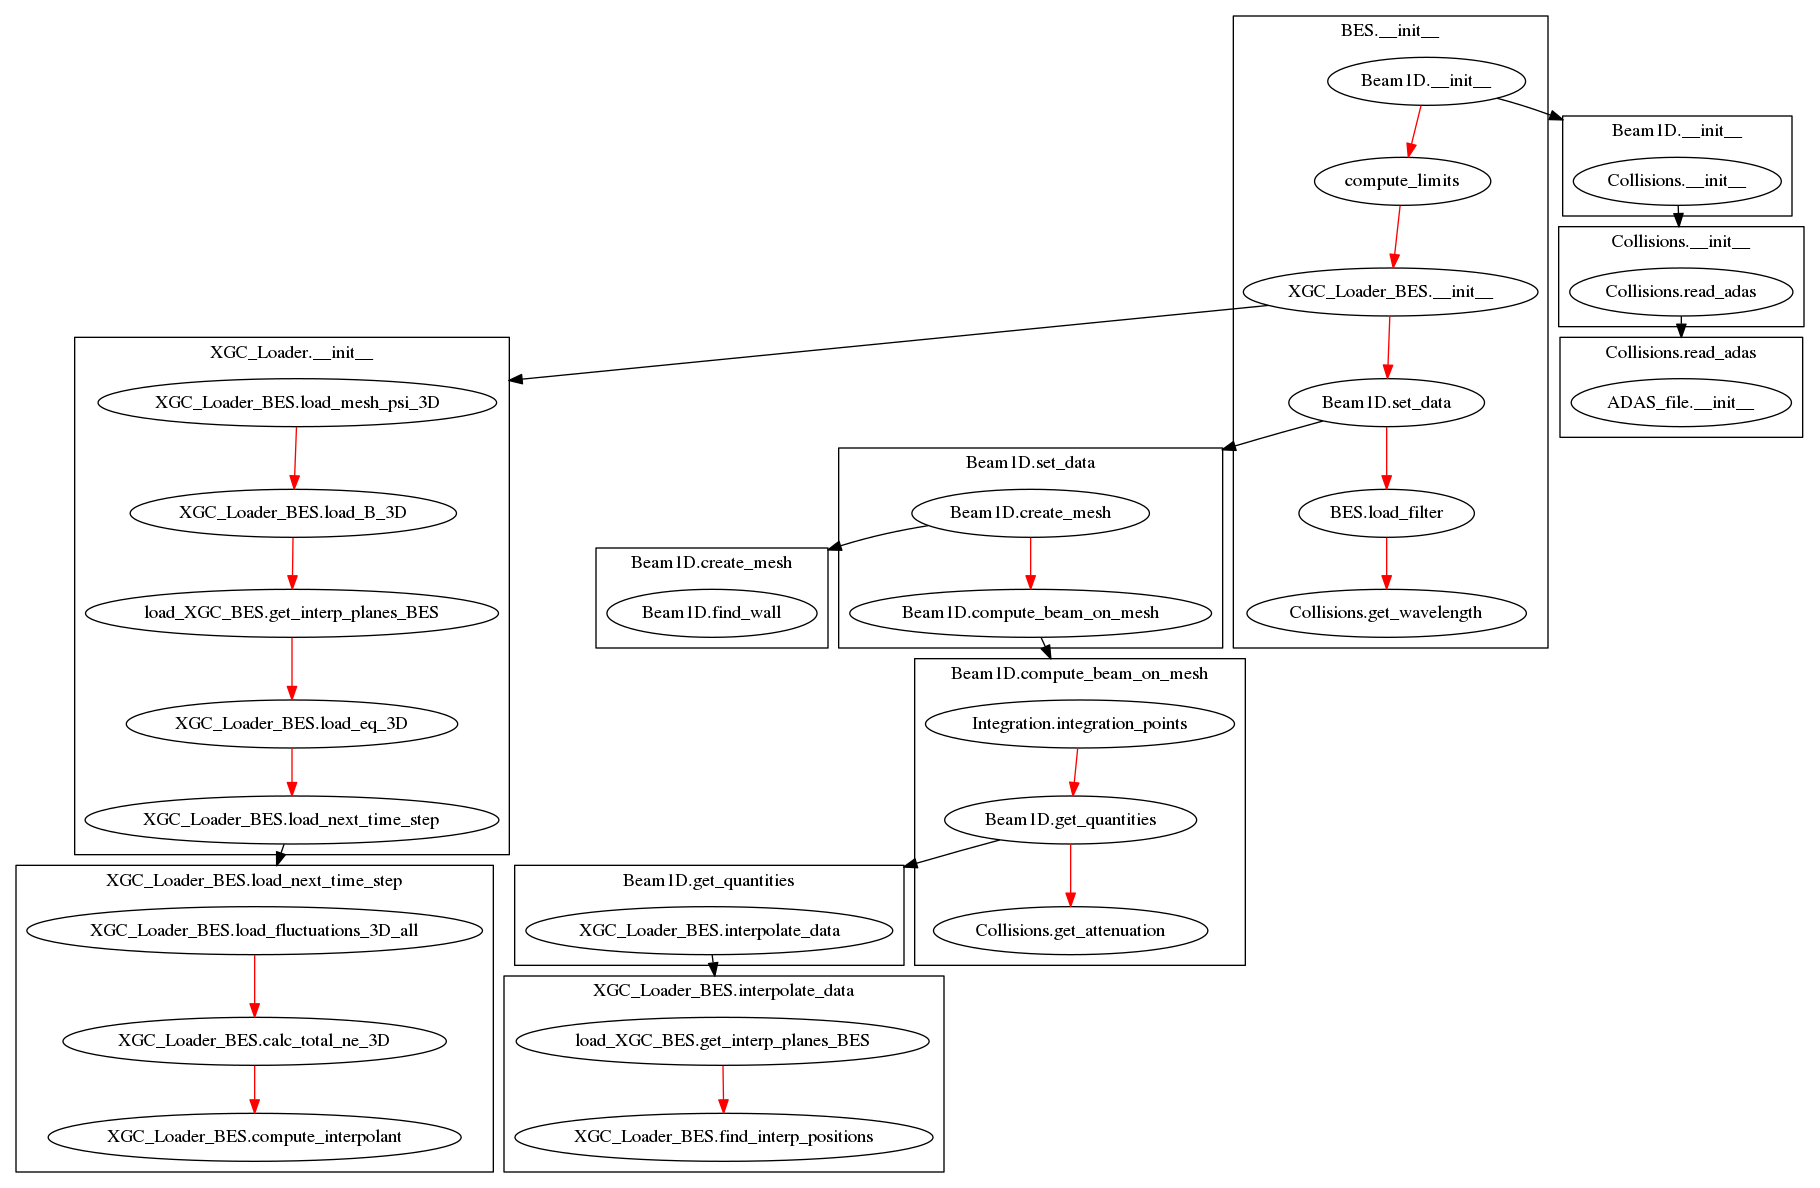 BES.__init__
Beam1D.__init__
compute_limits
XGC_Loader_BES.__init__
Beam1D.set_data
BES.load_filter
Collisions.get_wavelength
Beam1D.__init__
Collisions.__init__
Collisions.__init__
Collisions.read_adas
Collisions.read_adas
ADAS_file.__init__
XGC_Loader.__init__
XGC_Loader_BES.load_mesh_psi_3D
XGC_Loader_BES.load_B_3D
load_XGC_BES.get_interp_planes_BES
XGC_Loader_BES.load_eq_3D
XGC_Loader_BES.load_next_time_step
Beam1D.set_data
Beam1D.create_mesh
Beam1D.compute_beam_on_mesh
Beam1D.create_mesh
Beam1D.find_wall
Beam1D.compute_beam_on_mesh
Integration.integration_points
Beam1D.get_quantities
Collisions.get_attenuation
XGC_Loader_BES.load_next_time_step
XGC_Loader_BES.load_fluctuations_3D_all
XGC_Loader_BES.calc_total_ne_3D
XGC_Loader_BES.compute_interpolant
Beam1D.get_quantities
XGC_Loader_BES.interpolate_data
XGC_Loader_BES.interpolate_data
load_XGC_BES.get_interp_planes_BES
XGC_Loader_BES.find_interp_positions